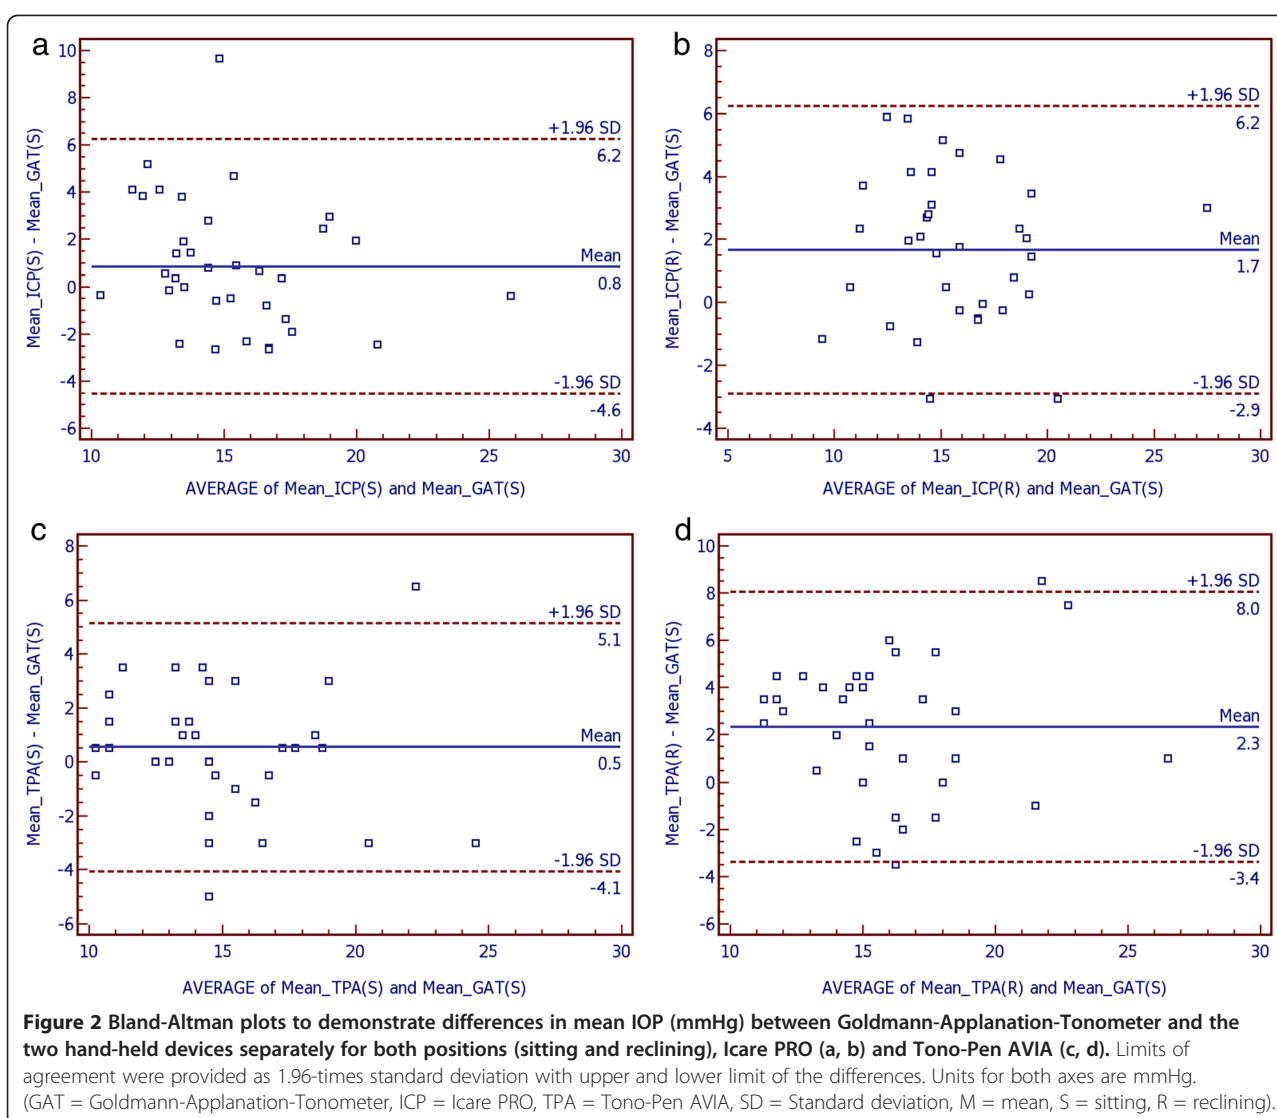 a
10
8
6
4
2
0
-2
-4
-6
Mean_ICP(S) - Mean_GAT(S)
+1.96 SD
6.2
Mean
0.8
-1.96 SD
-4.6
10 15 20 25 30
AVERAGE of Mean_ICP(S) and Mean_GAT(S)
b
8
6
4
2
0
-2
-4
Mean_ICP(R) - Mean_GAT(S)
+1.96 SD
6.2
Mean
1.7
-1.96 SD
-2.9
5 10 15 20 25 30
AVERAGE of Mean_ICP(R) and Mean_GAT(S)
c
8
6
4
2
0
-2
-4
-6
Mean_TPA(S) - Mean_GAT(S)
+1.96 SD
5.1
Mean
0.5
-1.96 SD
-4.1
10 15 20 25 30
AVERAGE of Mean_TPA(S) and Mean_GAT(S)
d
10
8
6
4
2
0
-2
-4
-6
Mean_TPA(R) - Mean_GAT(S)
+1.96 SD
8.0
Mean
2.3
-1.96 SD
-3.4
10 15 20 25 30
AVERAGE of Mean_TPA(R) and Mean_GAT(S)
Figure 2 Bland-Altman plots to demonstrate differences in mean IOP (mmHg) between Goldmann-Applanation-Tonometer and the
two hand-held devices separately for both positions (sitting and reclining), Icare PRO (a, b) and Tono-Pen AVIA (c, d). Limits of
agreement were provided as 1.96-times standard deviation with upper and lower limit of the differences. Units for both axes are mmHg.
(GAT = Goldmann-Applanation-Tonometer, ICP = Icare PRO, TPA = Tono-Pen AVIA, SD = Standard deviation, M = mean, S = sitting, R = reclining).